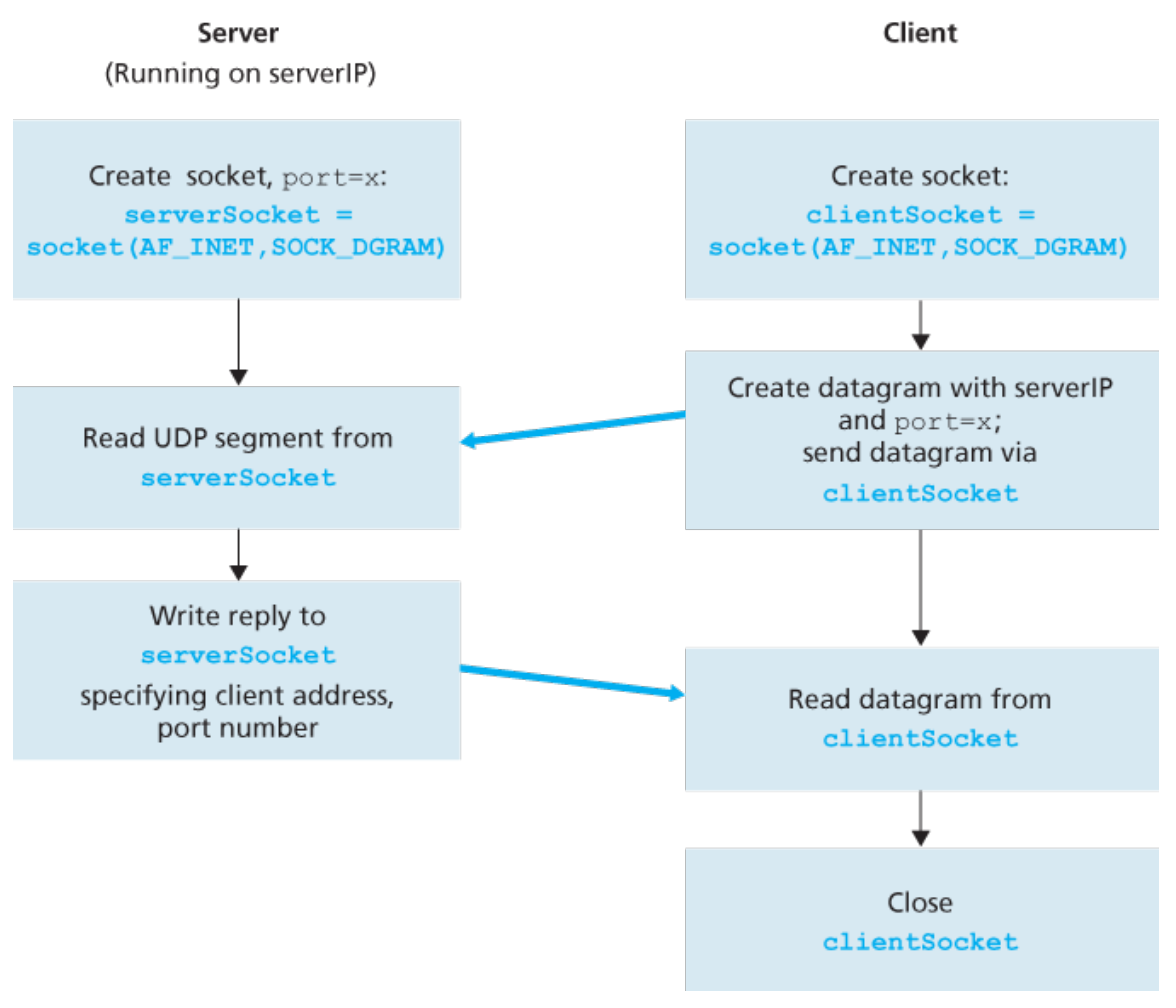 Server
(Running on serverIP)
Create socket, port=x:
serverSocket =
socket(AF_INET,SOCK_DGRAM)
Read UDP segment from
serverSocket
Write reply to
serverSocket
specifying client address,
port number
Client
Create socket:
clientSocket =
socket(AF_INET,SOCK_DGRAM)
Create datagram with serverIP
and port=x;
send datagram via
clientSocket
Read datagram from
clientSocket
Close
clientSocket